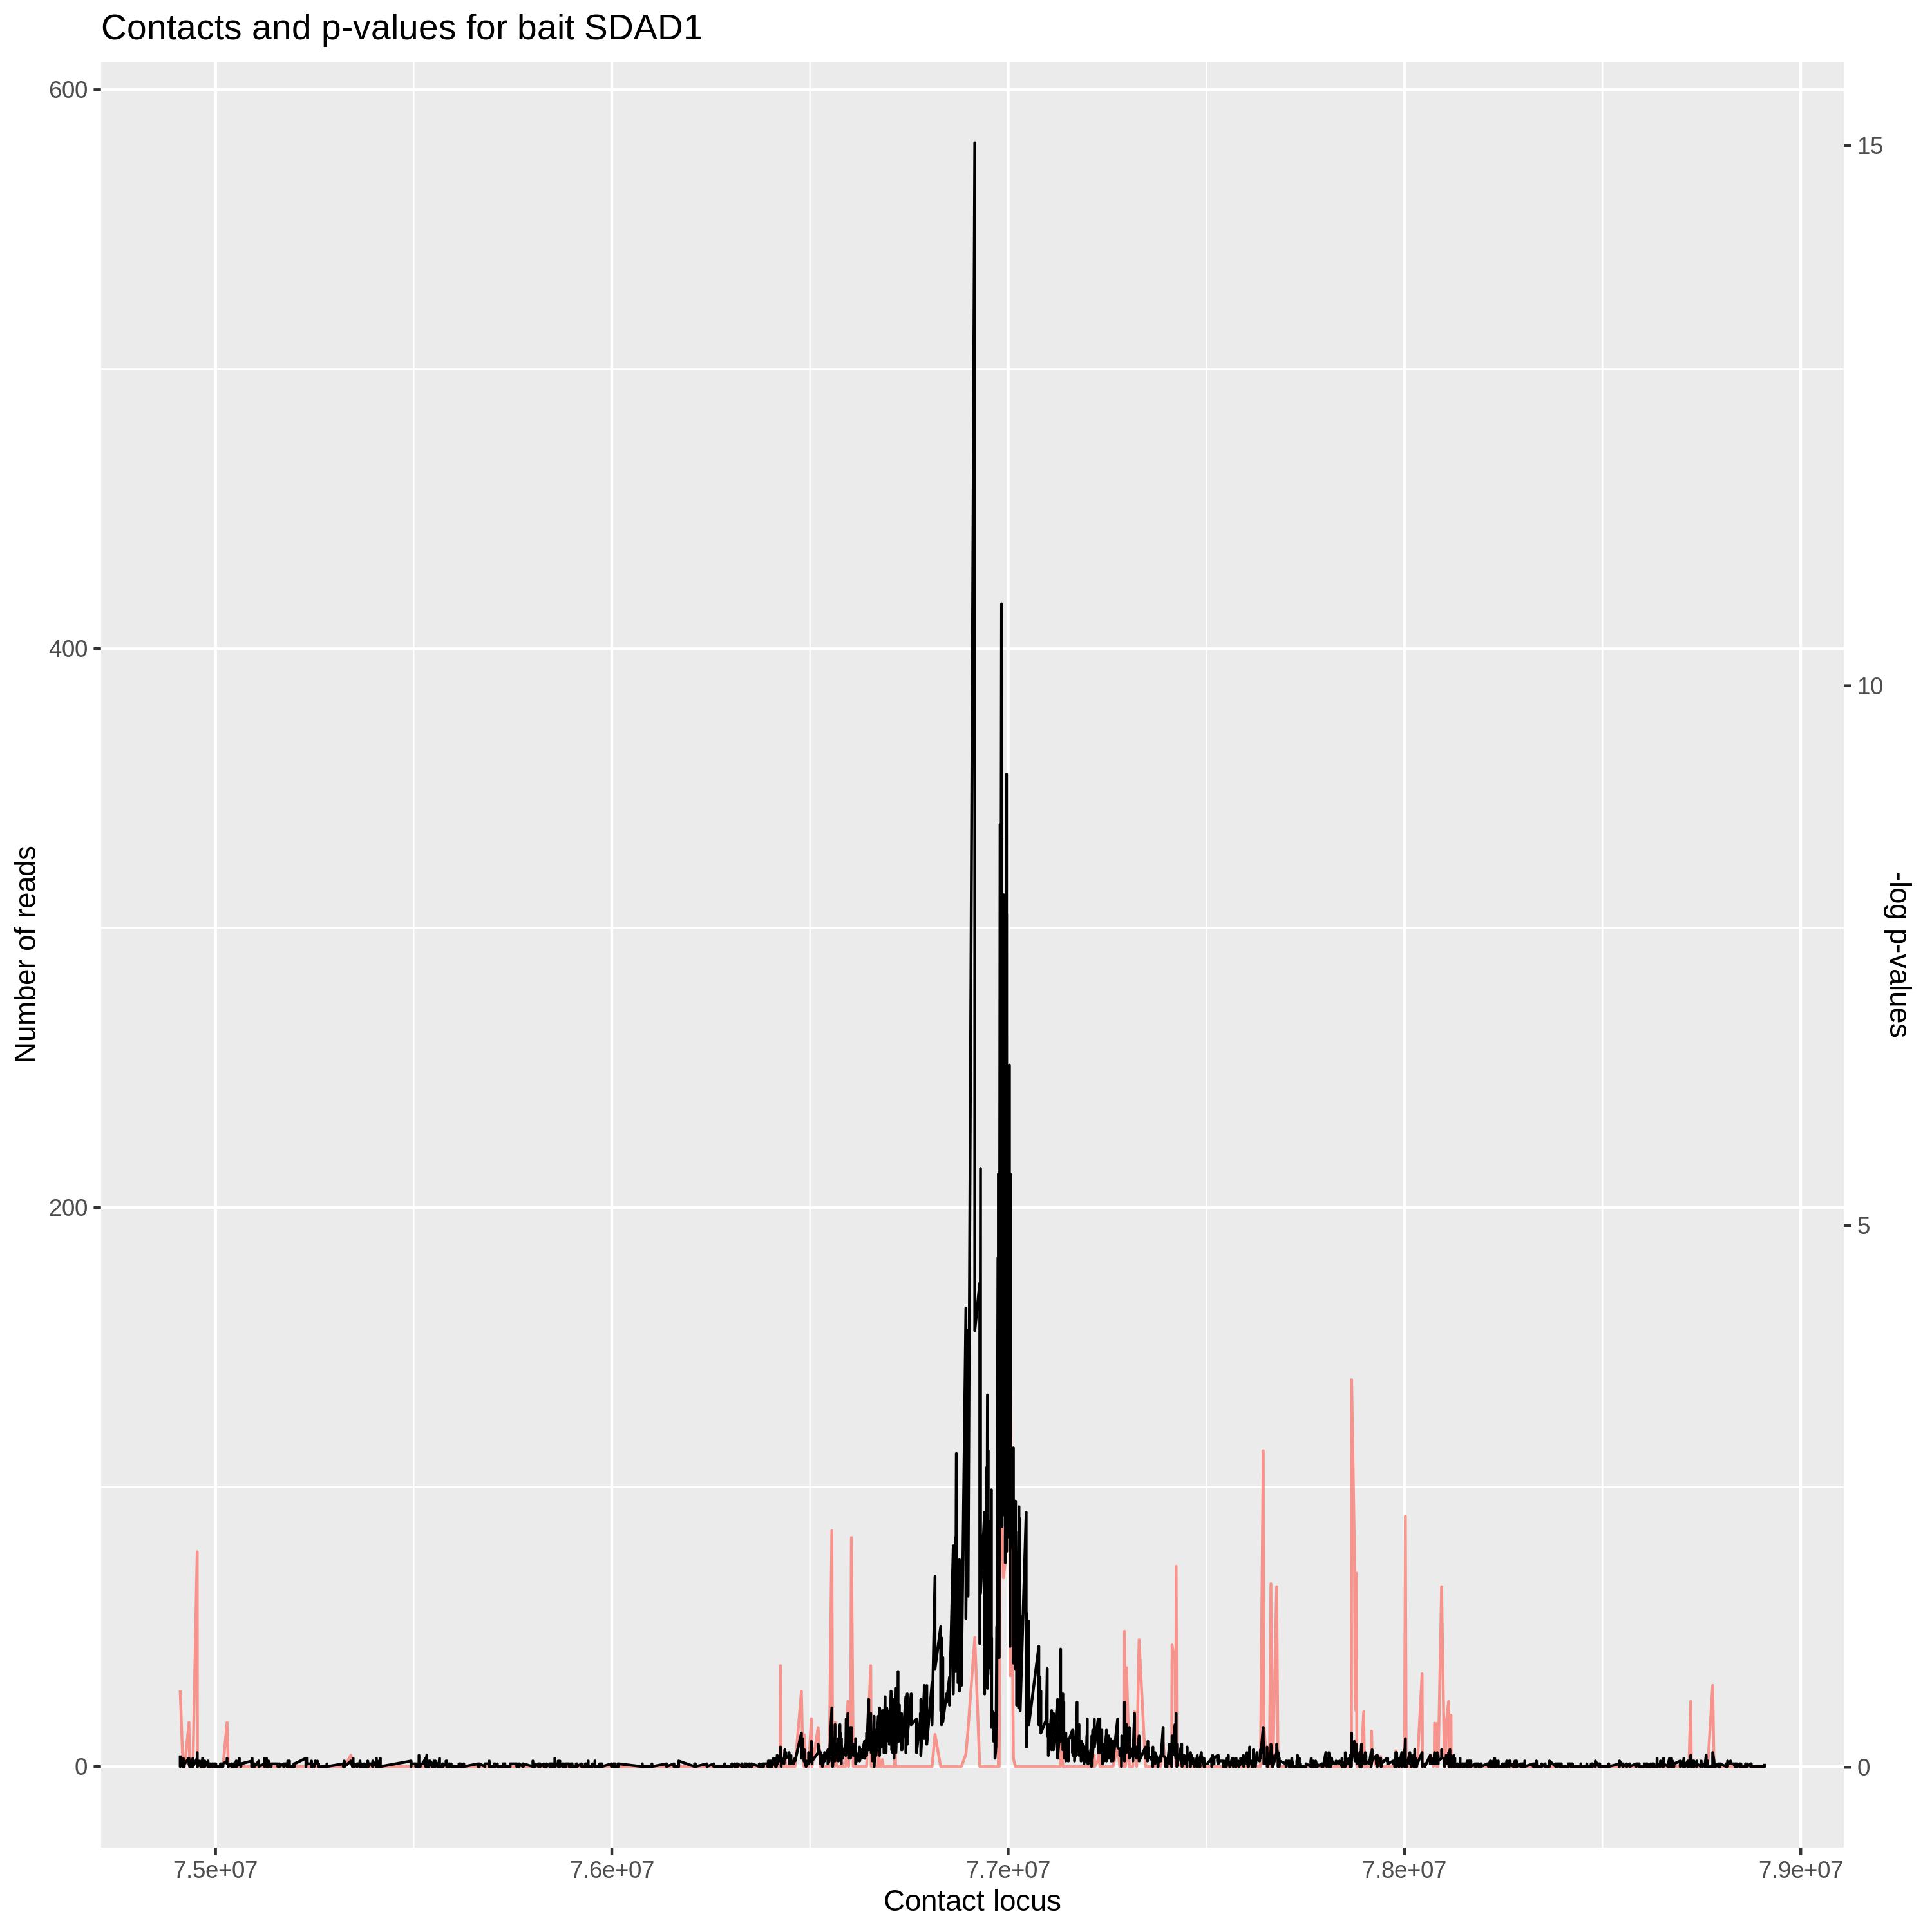 Contacts and p-values for bait SDAD1
600
400
200
0
15
10
5
0
Number of reads
-log p-values
7.5e+07 7.6e+07 7.7e+07 7.8e+07 7.9e+07
Contact locus